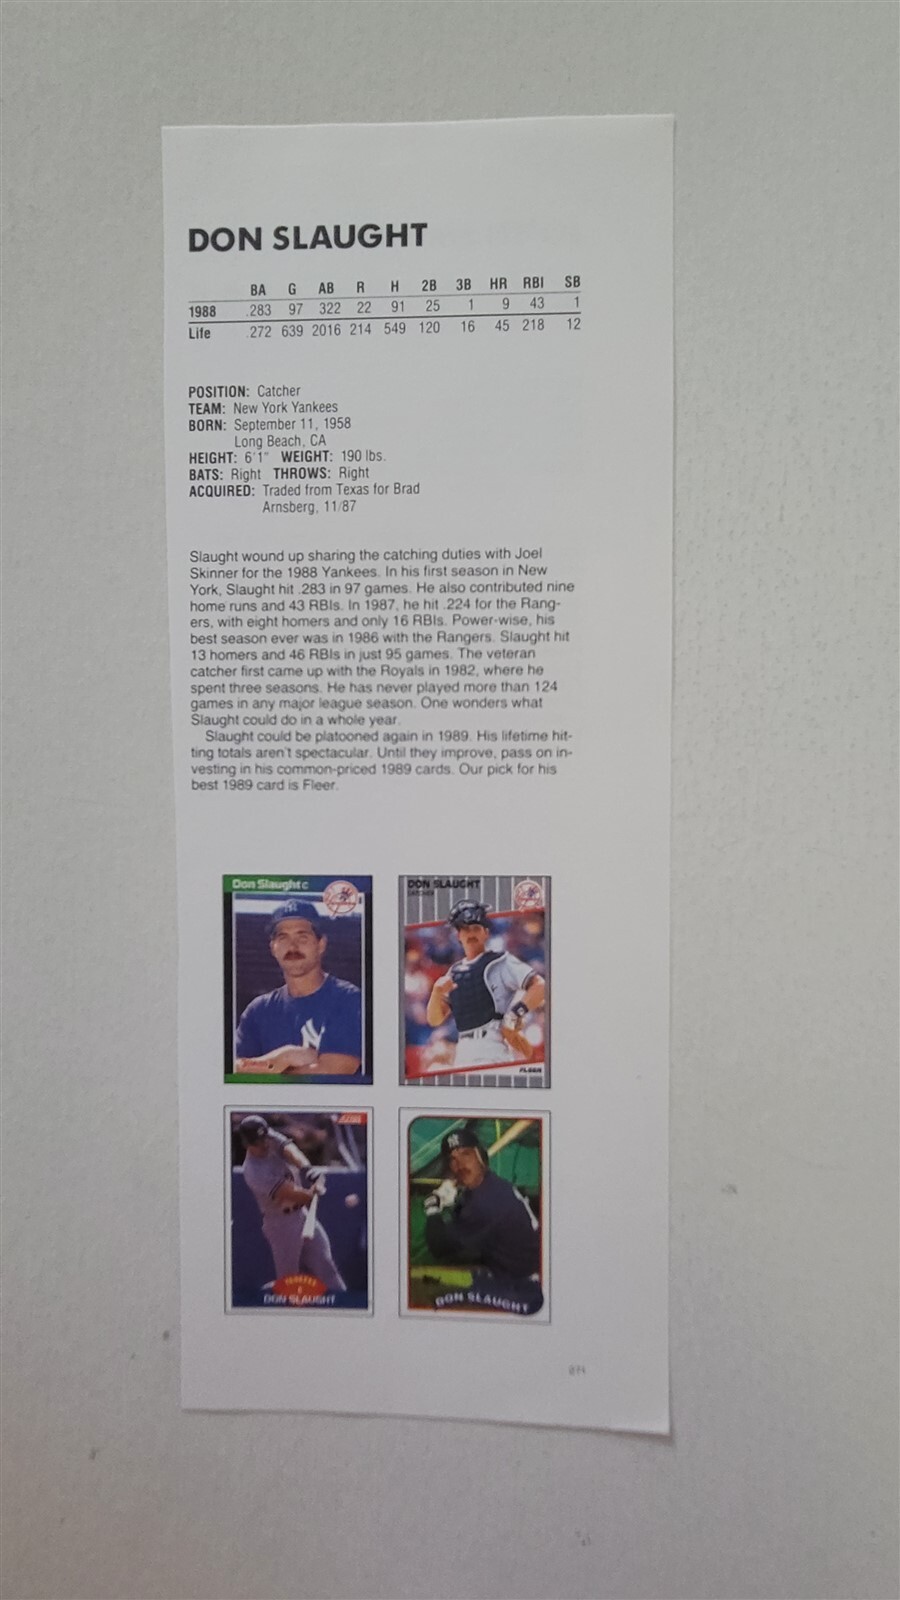 DON SLAUGHT
BA G AB R H 2B 3B HR RBI SB
1988 .283 97 322 22 91 25 1 9 43 1
Life .272 639 2016 214 549 120 16 45 218 12
POSITION: Catcher
TEAM: New York Yankees
BORN: September 11, 1958
Long Beach, CA
HEIGHT: 6'1" WEIGHT: 190 lbs.
BATS: Right THROWS: Right
ACQUIRED: Traded from Texas for Brad
Arnsberg, 11/87
Slaught wound up sharing the catching duties with Joel
Skinner for the 1988 Yankees. In his first season in New
York, Slaught hit .283 in 97 games. He also contributed nine
home runs and 43 RBIs. In 1987, he hit .224 for the Rang-
ers, with eight homers and only 16 RBIs. Power-wise, his
best season ever was in 1986 with the Rangers. Slaught hit
13 homers and 46 RBIs in just 95 games. The veteran
catcher first came up with the Royals in 1982, where he
spent three seasons. He has never played more than 124
games in any major league season. One wonders what
Slaught could do in a whole year.
Slaught could be platooned again in 1989. His lifetime hit-
ting totals aren't spectacular. Until they improve, pass on in-
vesting in his common-priced 1989 cards. Our pick for his
best 1989 card is Fleer.
Don Slaught C
DON SLAUGHT
CATCHER
FLEER
SCORE
YANKEES
C
DON SLAUGHT
DON SLAUGHT